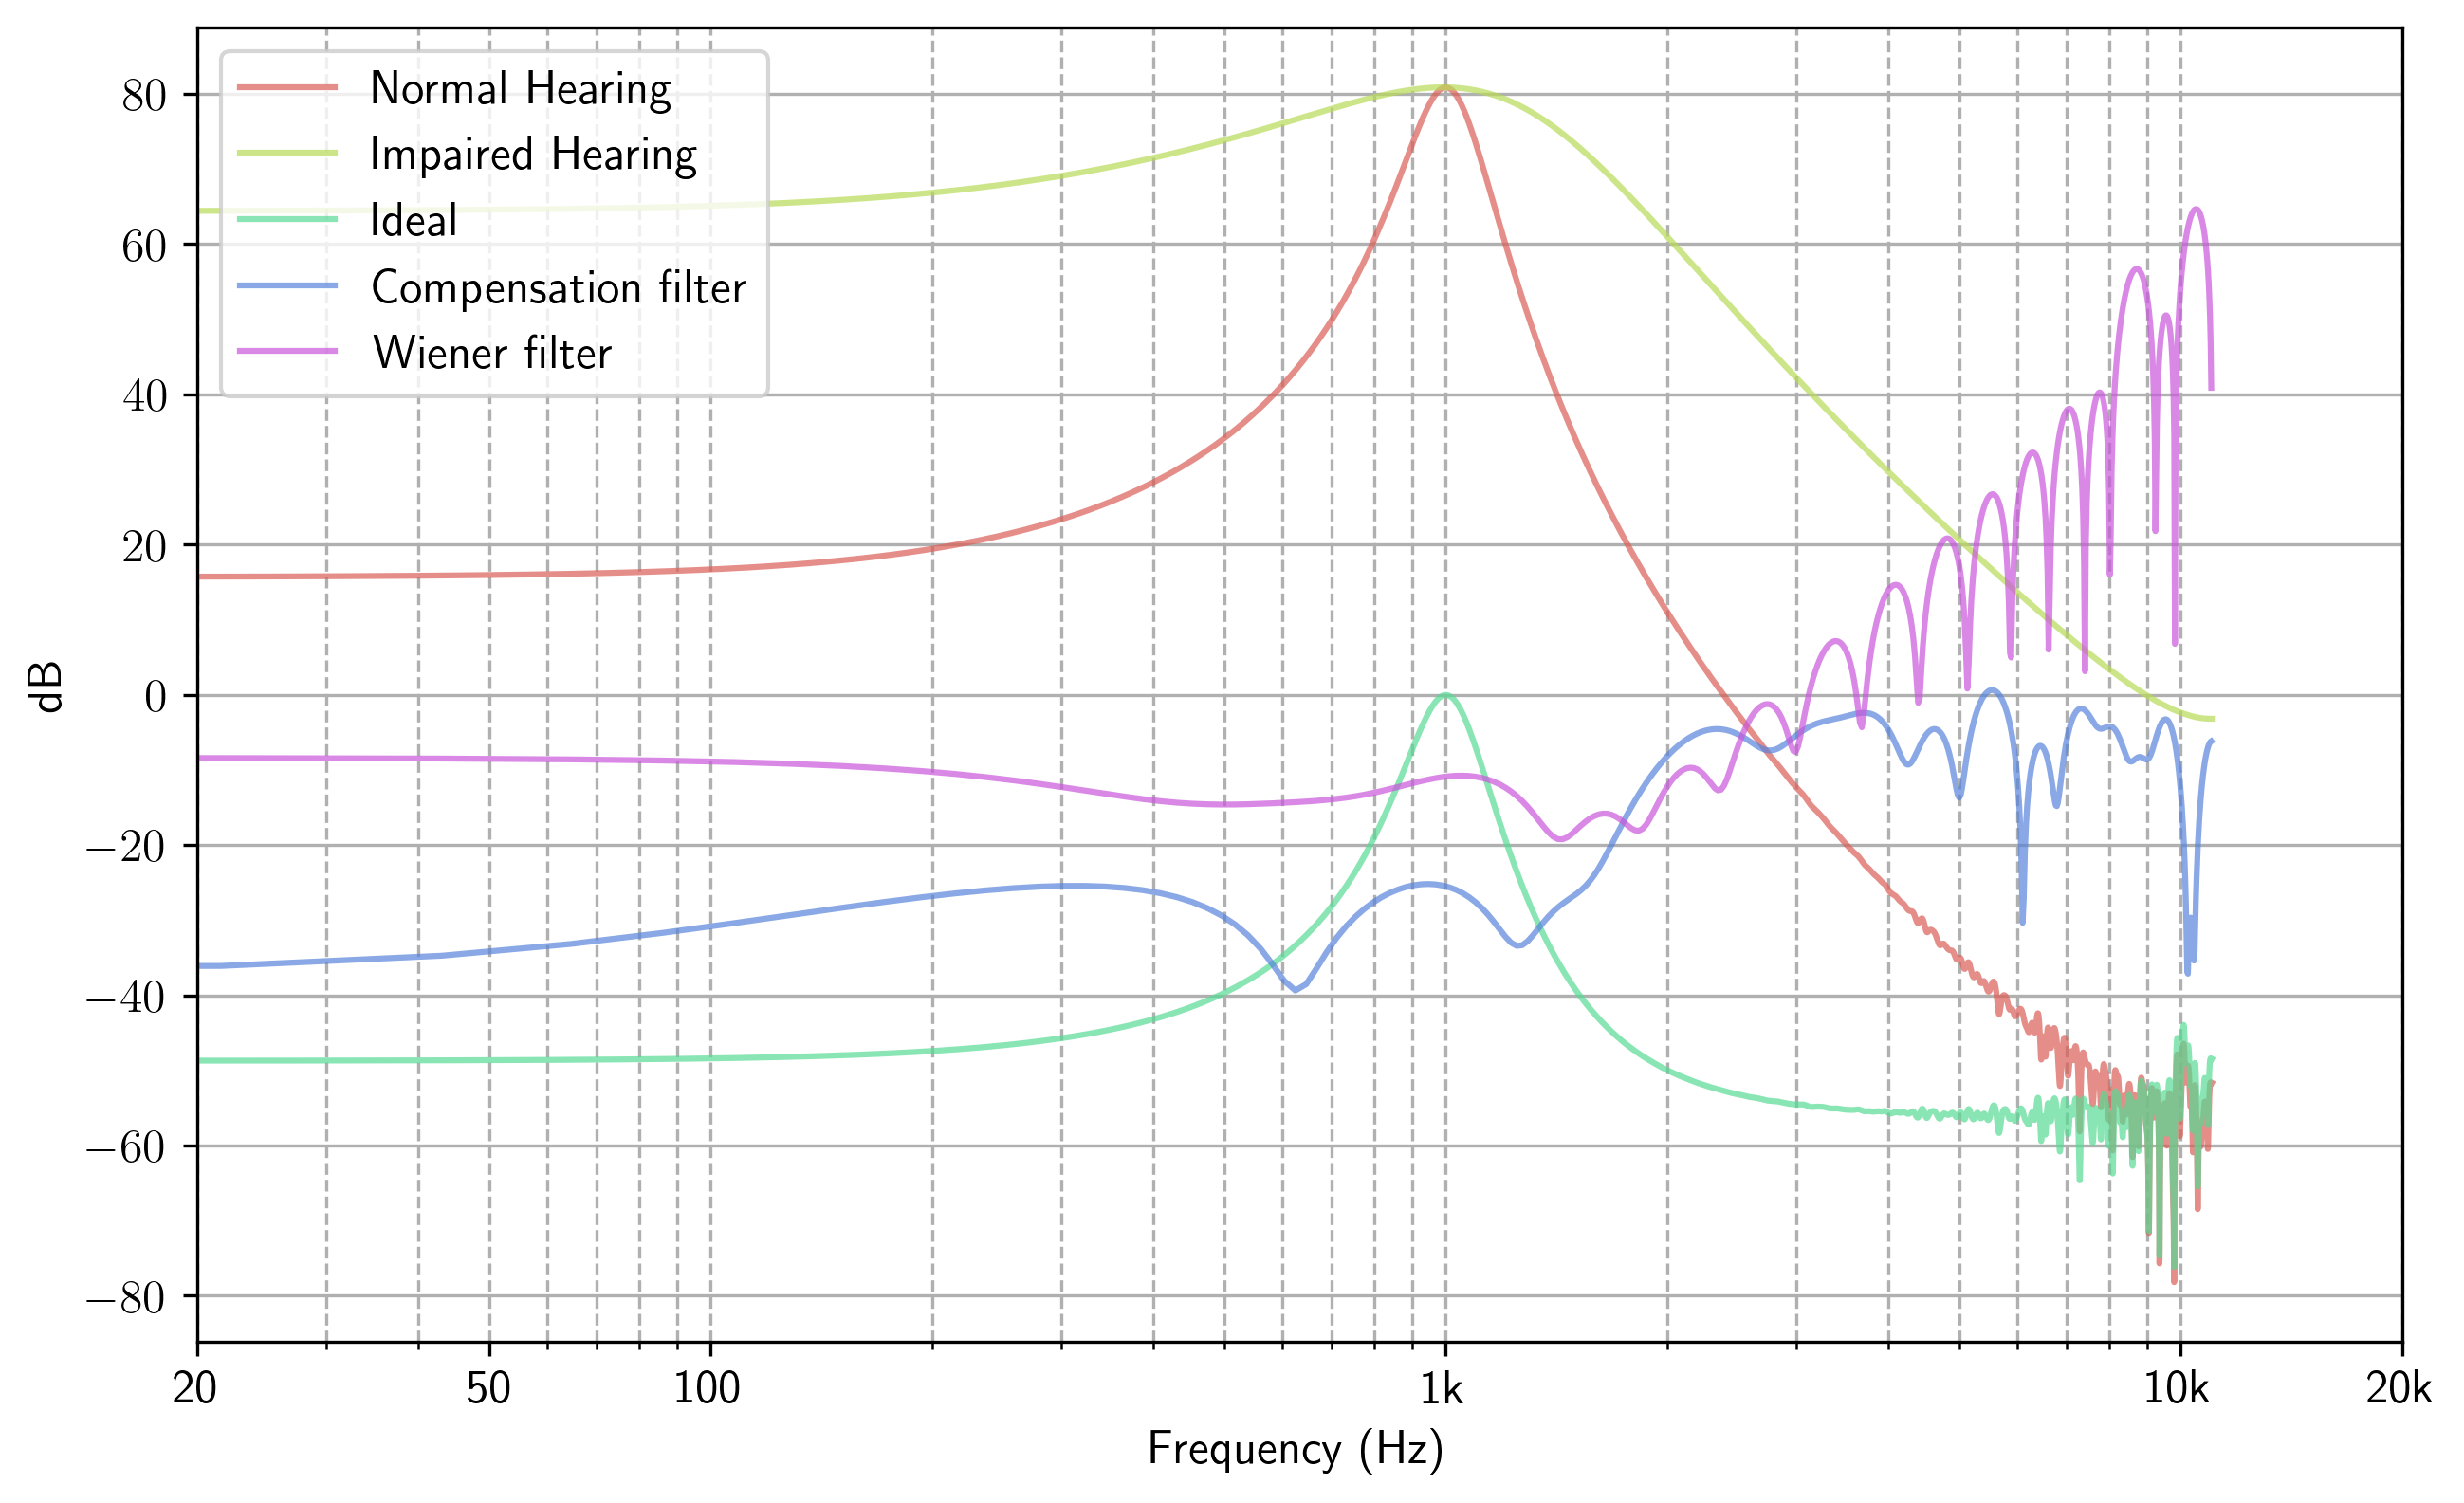 Normal Hearing
Impaired Hearing
Ideal
Compensation filter
Wiener filter
80
60
40
20
0
−20
−40
−60
−80
dB
20 50 100 1k 10k 20k
Frequency (Hz)